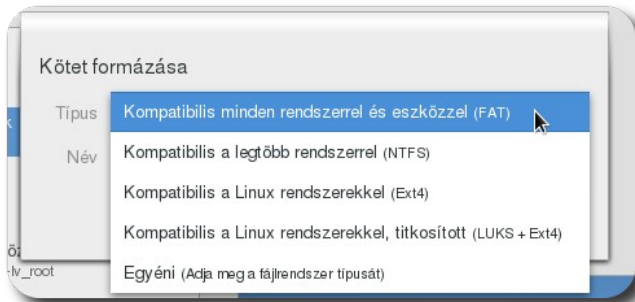 Kötet formázása
Típus Kompatibilis minden rendszerrel és eszközzel (FAT)
Név Kompatibilis a legtöbb rendszerrel (NTFS)
Kompatibilis a Linux rendszerekkel (Ext4)
Kompatibilis a Linux rendszerekkel, titkosított (LUKS + Ext4)
Egyéni (Adja meg a fájlrendszer típusát)
-lv_root